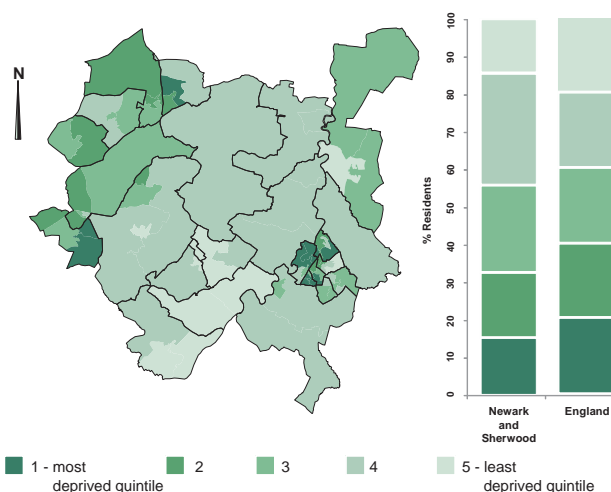 N
% Residents
100
90
80
70
60
50
40
30
20
10
0
Newark
and
Sherwood
England
1 - most
deprived quintile
2
3
4
5 - least
deprived quintile